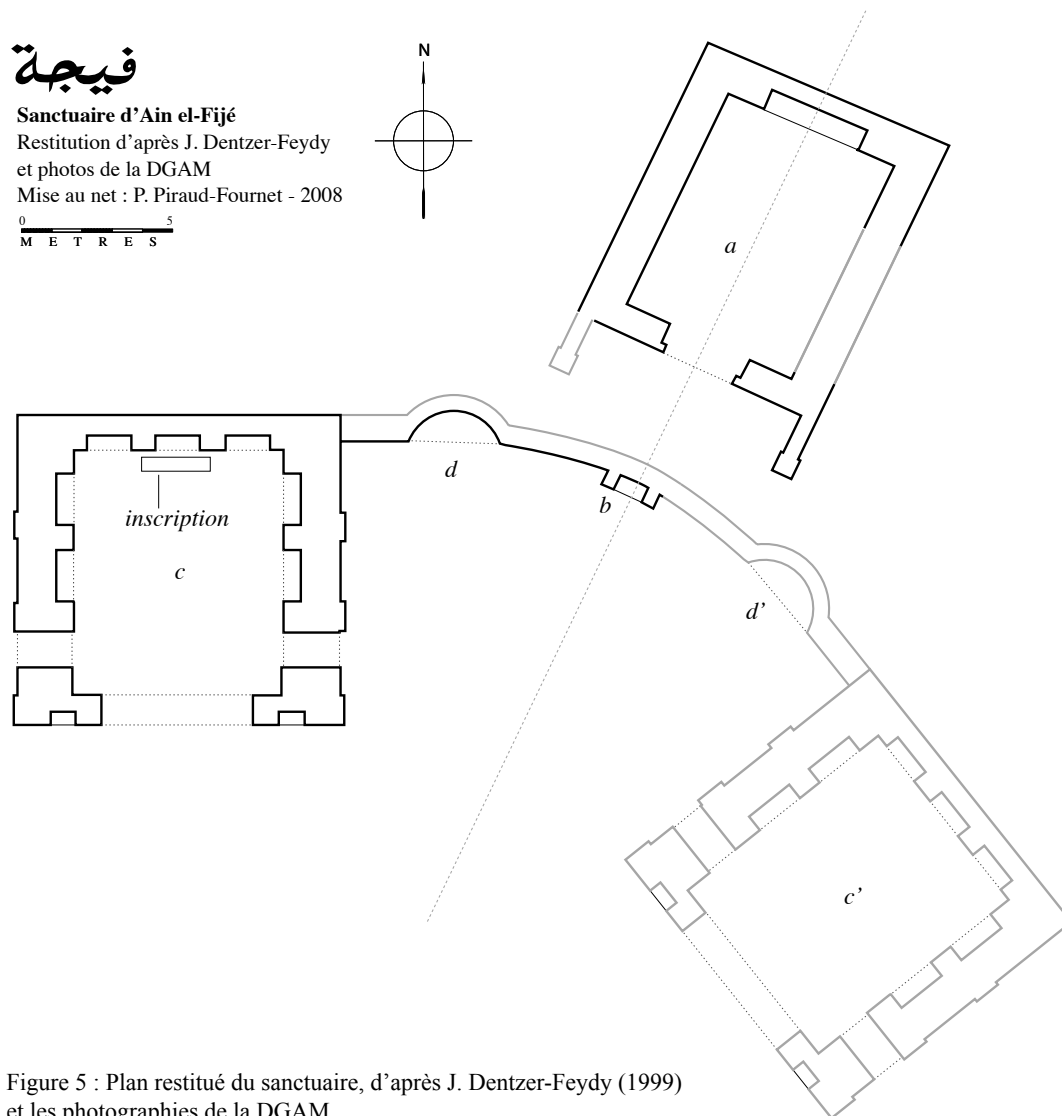 فيجة
Sanctuaire d’Ain el-Fijé
Restitution d’après J. Dentzer-Feydy
et photos de la DGAM
Mise au net : P. Piraud-Fournet - 2008
0 5
M E T R E S
N
a
b
d
inscription
c
d’
c’
Figure 5 : Plan restitué du sanctuaire, d’après J. Dentzer-Feydy (1999)
et les photographies de la DGAM